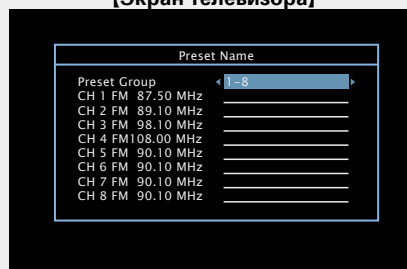 【Экран телевизора】
Preset Name
Preset Group 1-8
CH 1 FM 87.50 MHz
CH 2 FM 89.10 MHz
CH 3 FM 98.10 MHz
CH 4 FM108.00 MHz
CH 5 FM 90.10 MHz
CH 6 FM 90.10 MHz
CH 7 FM 90.10 MHz
CH 8 FM 90.10 MHz